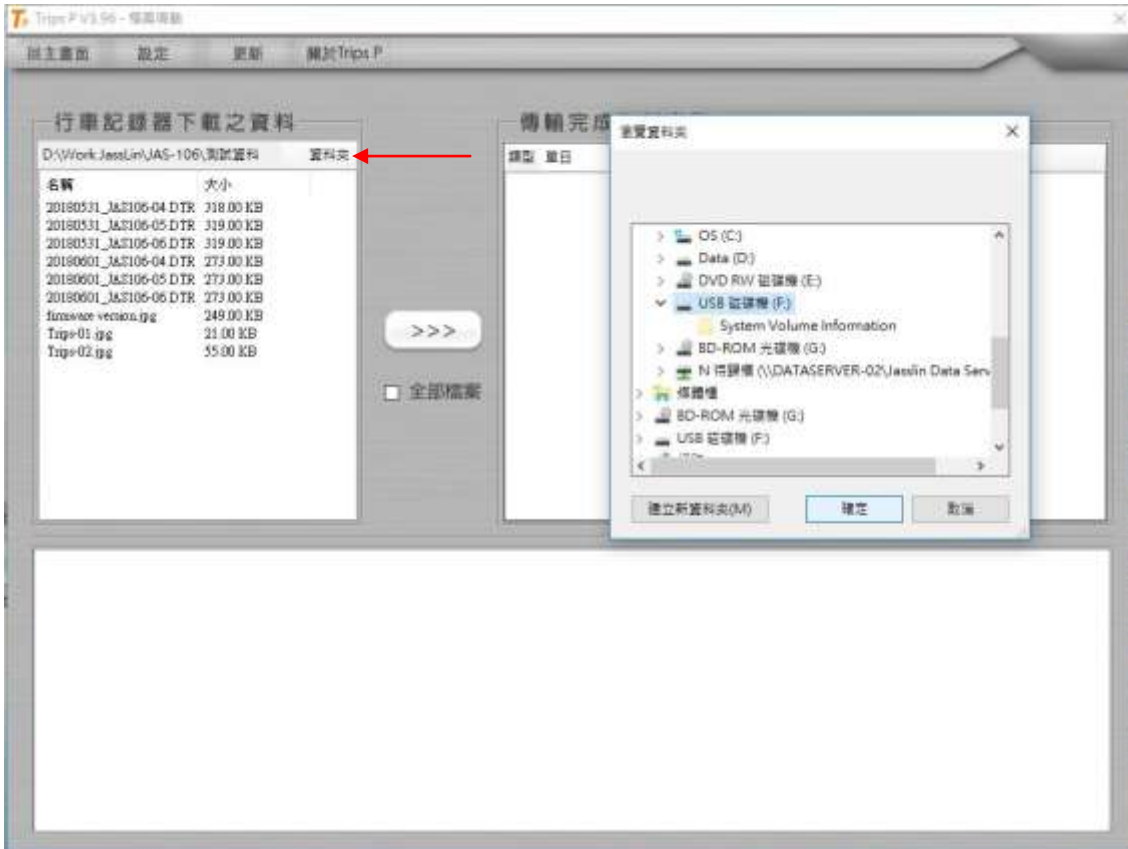 Trips P V3.96 - 檔案傳輸
回主畫面 設定 更新 關於Trips P
行車記錄器下載之資料
D:\Work JassLin\JAS-106\測試資料 資料夾
名稱 大小
20180531_JAS106-04.DTR 318.00 KB
20180531_JAS106-05.DTR 319.00 KB
20180531_JAS106-06.DTR 319.00 KB
20180601_JAS106-04.DTR 273.00 KB
20180601_JAS106-05.DTR 273.00 KB
20180601_JAS106-06.DTR 273.00 KB
firmware version.jpg 249.00 KB
Trips-01.jpg 21.00 KB
Trips-02.jpg 55.00 KB
>>>
全部檔案
傳輸完成
類型 單日
瀏覽資料夾
OS (C:)
Data (D:)
DVD RW 磁碟機 (E:)
USB 磁碟機 (F:)
System Volume Information
BD-ROM 光碟機 (G:)
N (\\DATASERVER-02\Jasslin Data Serv
媒體櫃
BD-ROM 光碟機 (G:)
USB 磁碟機 (F:)
建立新資料夾(M) 確定 取消